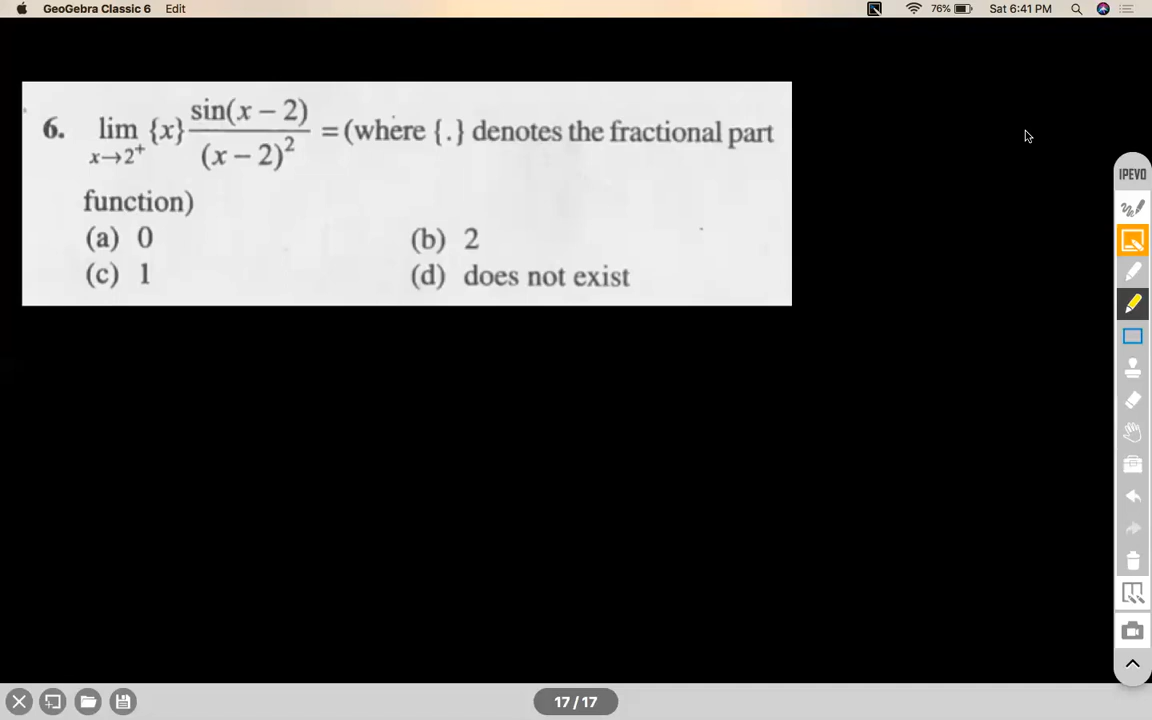 GeoGebra Classic 6 Edit 76% Sat 6:41 PM
6. lim x→2⁺ {x} sin(x – 2) / (x – 2)² = (where {.} denotes the fractional part
function)
(a) 0 (b) 2
(c) 1 (d) does not exist
IPEVO
17 / 17